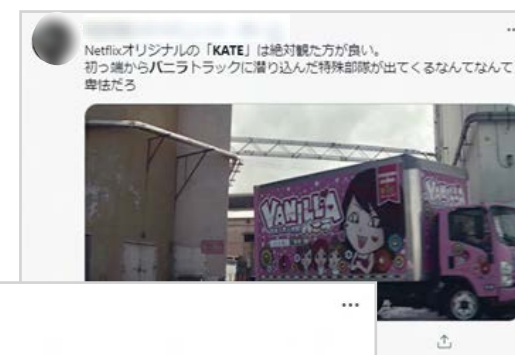 Netflixオリジナルの「KATE」は絶対観た方が良い。
初っ端からバニラトラックに潜り込んだ特殊部隊が出てくるなんてなんて
卑怯だろ
VANILLA